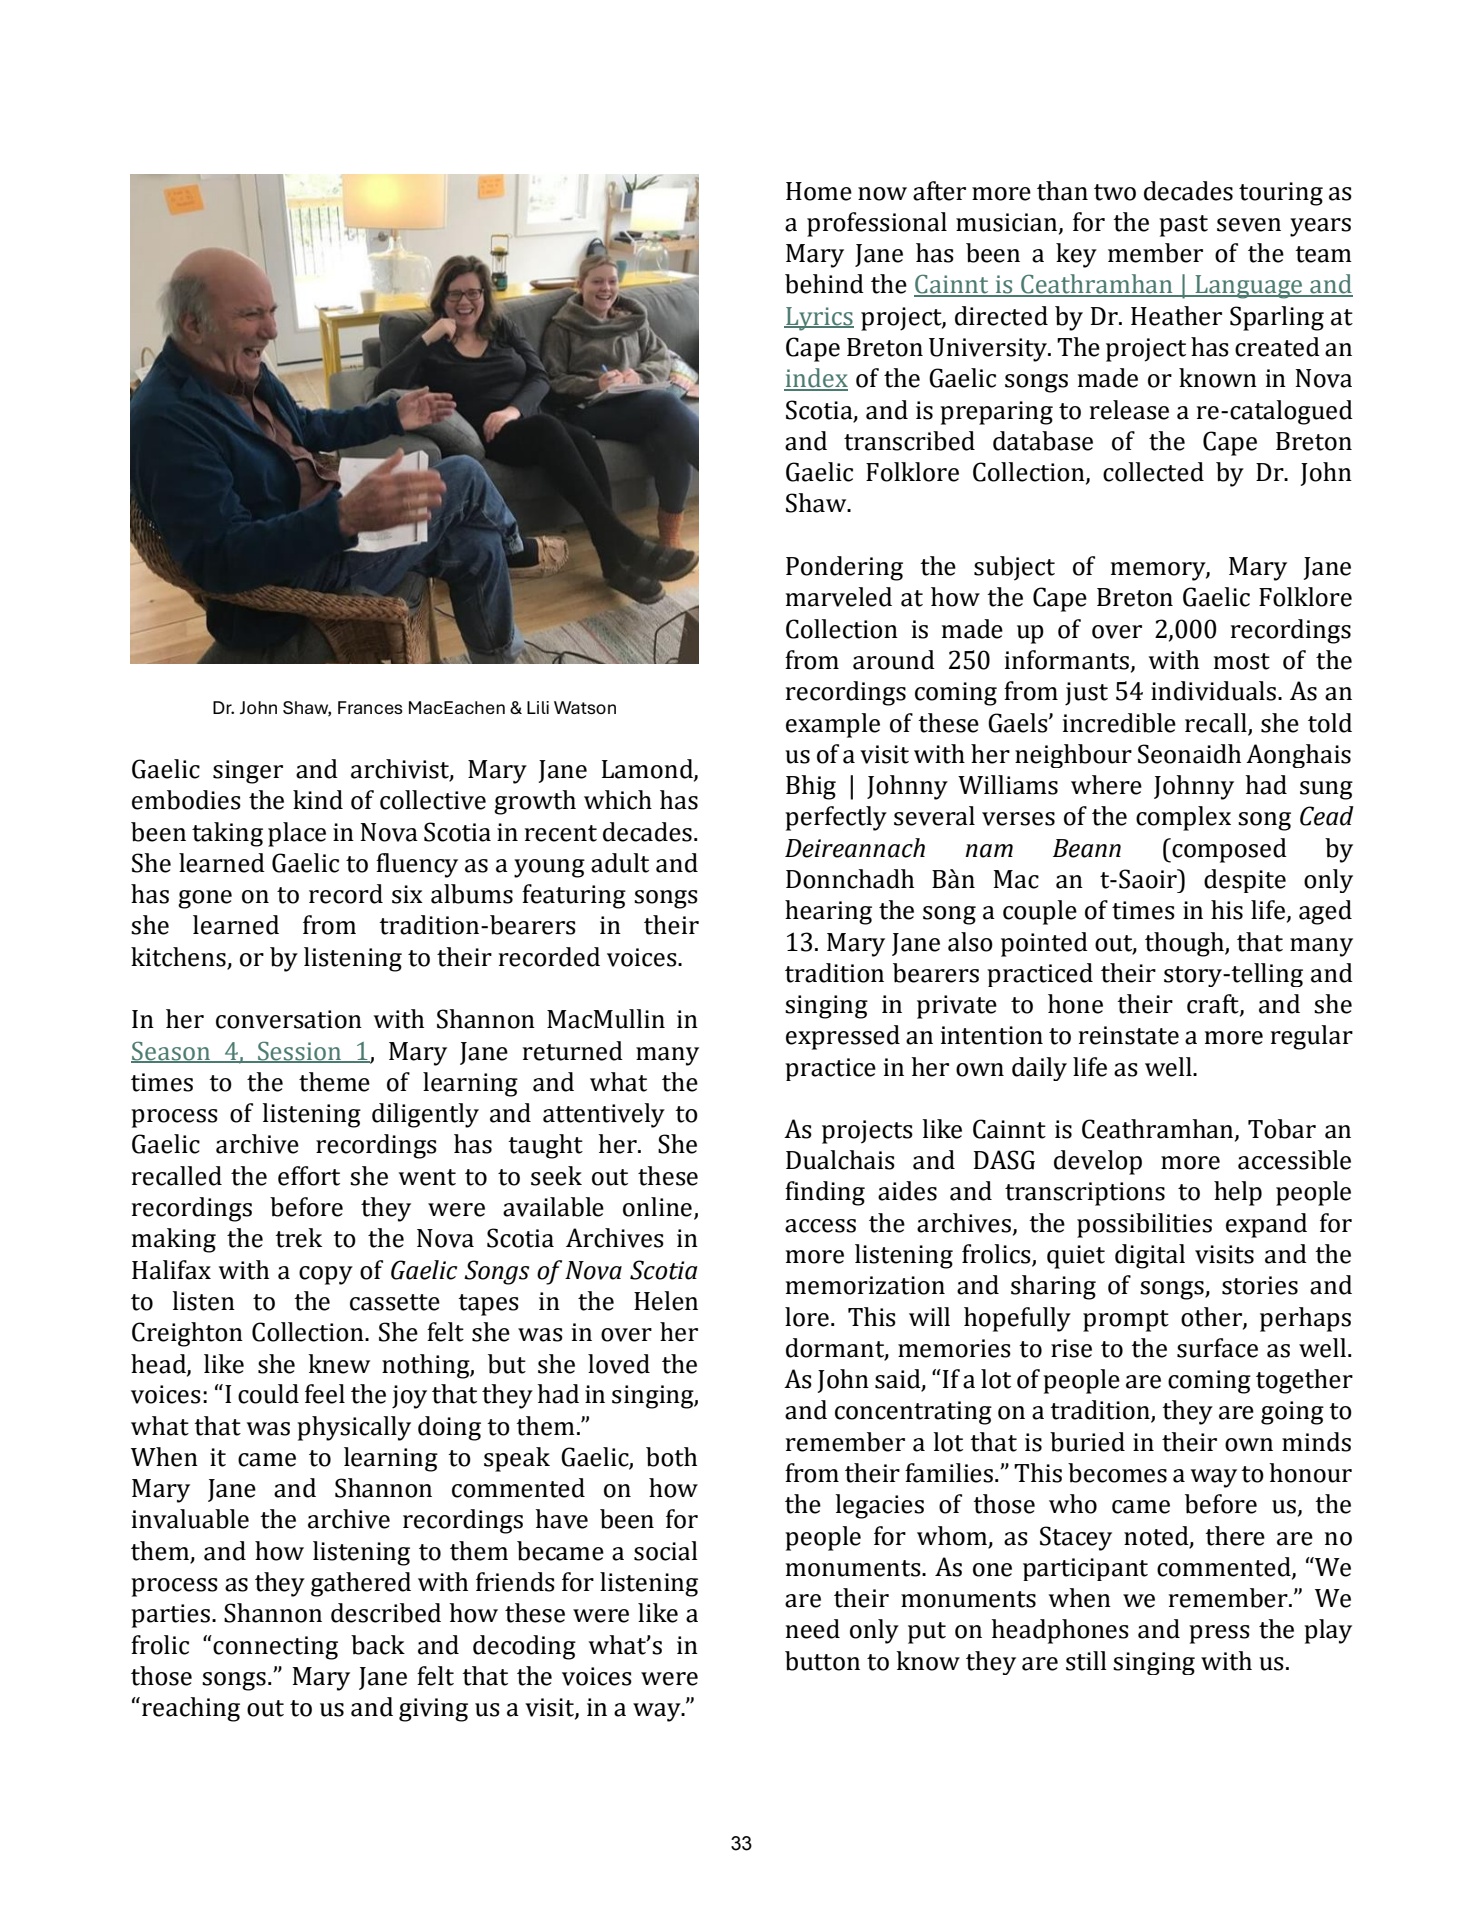 Dr. John Shaw, Frances MacEachen & Lili Watson
Gaelic singer and archivist, Mary Jane Lamond,
embodies the kind of collective growth which has
been taking place in Nova Scotia in recent decades.
She learned Gaelic to fluency as a young adult and
has gone on to record six albums featuring songs
she learned from tradition-bearers in their
kitchens, or by listening to their recorded voices.
In her conversation with Shannon MacMullin in
Season 4, Session 1, Mary Jane returned many
times to the theme of learning and what the
process of listening diligently and attentively to
Gaelic archive recordings has taught her. She
recalled the effort she went to to seek out these
recordings before they were available online,
making the trek to the Nova Scotia Archives in
Halifax with a copy of Gaelic Songs of Nova Scotia
to listen to the cassette tapes in the Helen
Creighton Collection. She felt she was in over her
head, like she knew nothing, but she loved the
voices: “I could feel the joy that they had in singing,
what that was physically doing to them.”
When it came to learning to speak Gaelic, both
Mary Jane and Shannon commented on how
invaluable the archive recordings have been for
them, and how listening to them became a social
process as they gathered with friends for listening
parties. Shannon described how these were like a
frolic “connecting back and decoding what’s in
those songs.” Mary Jane felt that the voices were
“reaching out to us and giving us a visit, in a way.”
Home now after more than two decades touring as
a professional musician, for the past seven years
Mary Jane has been a key member of the team
behind the Cainnt is Ceathramhan | Language and
Lyrics project, directed by Dr. Heather Sparling at
Cape Breton University. The project has created an
index of the Gaelic songs made or known in Nova
Scotia, and is preparing to release a re-catalogued
and transcribed database of the Cape Breton
Gaelic Folklore Collection, collected by Dr. John
Shaw.
Pondering the subject of memory, Mary Jane
marveled at how the Cape Breton Gaelic Folklore
Collection is made up of over 2,000 recordings
from around 250 informants, with most of the
recordings coming from just 54 individuals. As an
example of these Gaels’ incredible recall, she told
us of a visit with her neighbour Seonaidh Aonghais
Bhig | Johnny Williams where Johnny had sung
perfectly several verses of the complex song Cead
Deireannach nam Beann (composed by
Donnchadh Bàn Mac an t-Saoir) despite only
hearing the song a couple of times in his life, aged
13. Mary Jane also pointed out, though, that many
tradition bearers practiced their story-telling and
singing in private to hone their craft, and she
expressed an intention to reinstate a more regular
practice in her own daily life as well.
As projects like Cainnt is Ceathramhan, Tobar an
Dualchais and DASG develop more accessible
finding aides and transcriptions to help people
access the archives, the possibilities expand for
more listening frolics, quiet digital visits and the
memorization and sharing of songs, stories and
lore. This will hopefully prompt other, perhaps
dormant, memories to rise to the surface as well.
As John said, “If a lot of people are coming together
and concentrating on a tradition, they are going to
remember a lot that is buried in their own minds
from their families.” This becomes a way to honour
the legacies of those who came before us, the
people for whom, as Stacey noted, there are no
monuments. As one participant commented, “We
are their monuments when we remember.” We
need only put on headphones and press the play
button to know they are still singing with us.
33